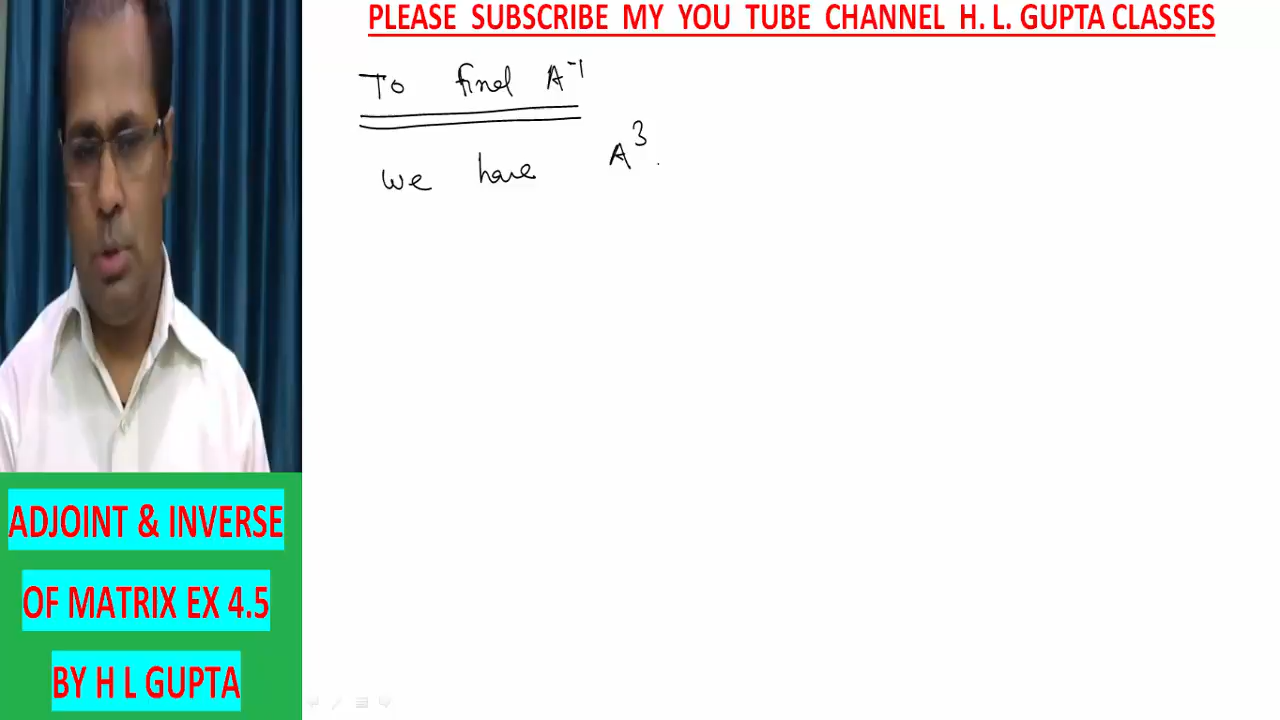 PLEASE SUBSCRIBE MY YOU TUBE CHANNEL H. L. GUPTA CLASSES
To find A⁻¹
we have A³
ADJOINT & INVERSE
OF MATRIX EX 4.5
BY H L GUPTA